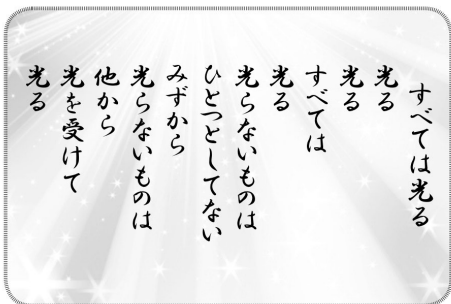 すべては光る
光る
光る
すべては
光る
光らないものは
ひとつとしてない
みずから
光らないものは
他から
光を受けて
光る